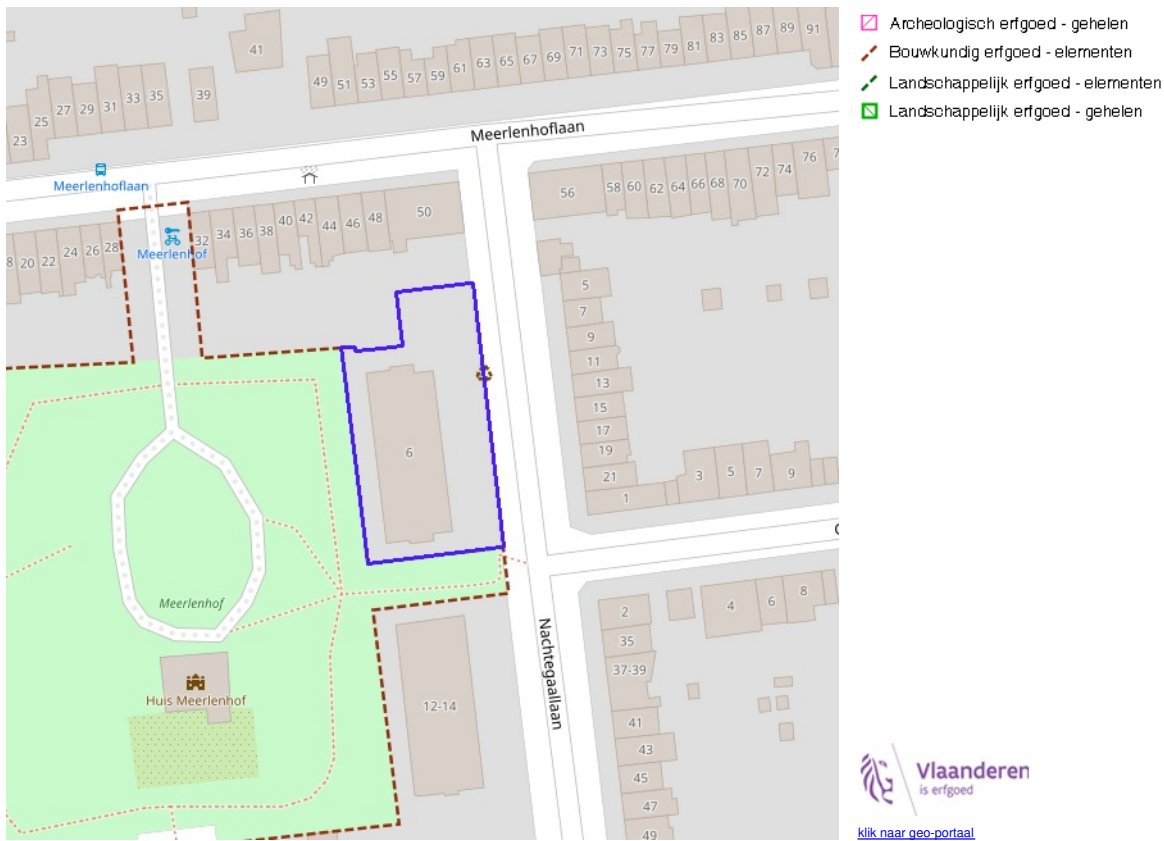 41
49 51 53 55 57 59 61 63 65 67 69 71 73 75 77 79 81 83 85 87 89 91
23 25 27 29 31 33 35 39
Meerlenhoflaan
Meerlenhoflaan
56 58 60 62 64 66 68 70 72 74 76
8 20 22 24 26 28
Meerlenhof
32 34 36 38 40 42 44 46 48 50
5
7
9
11
13
15
17
19
21
1
3 5 7 9
6
Meerlenhof
Huis Meerlenhof
12-14
Nachtegaallaan
2
35
37-39
41
43
45
47
49
4 6 8
Archeologisch erfgoed - gehelen
Bouwkundig erfgoed - elementen
Landschappelijk erfgoed - elementen
Landschappelijk erfgoed - gehelen
Vlaanderen
is erfgoed
klik naar geo-portaal